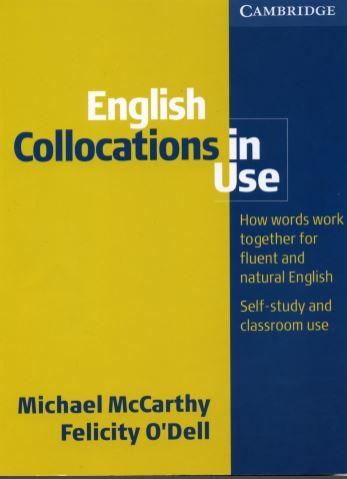 CAMBRIDGE
English
Collocations in
Use
How words work
together for
fluent and
natural English
Self-study and
classroom use
Michael McCarthy
Felicity O'Dell